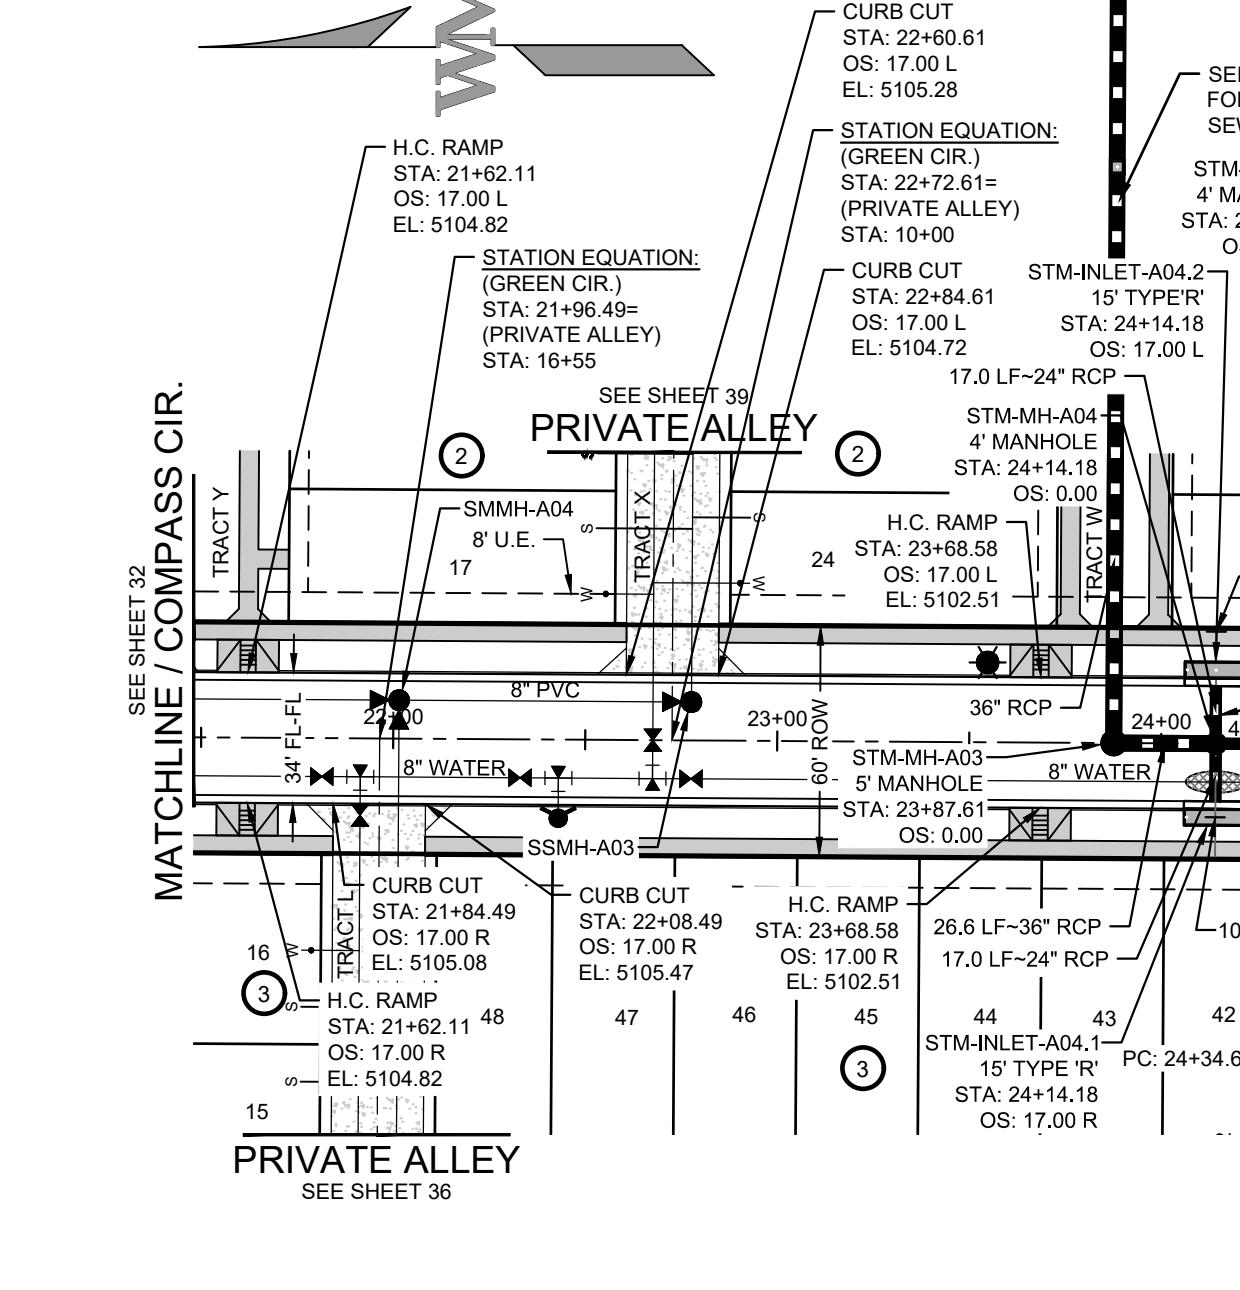 CURB CUT
STA: 22+60.61
OS: 17.00 L
EL: 5105.28
STATION EQUATION:
(GREEN CIR.)
STA: 22+72.61=
(PRIVATE ALLEY)
STA: 10+00
H.C. RAMP
STA: 21+62.11
OS: 17.00 L
EL: 5104.82
STATION EQUATION:
(GREEN CIR.)
STA: 21+96.49=
(PRIVATE ALLEY)
STA: 16+55
CURB CUT
STA: 22+84.61
OS: 17.00 L
EL: 5104.72
STM-INLET-A04.2
15' TYPE'R'
STA: 24+14.18
OS: 17.00 L
17.0 LF~24" RCP
SEE SHEET 39
PRIVATE ALLEY
STM-MH-A04
4' MANHOLE
STA: 24+14.18
OS: 0.00
2
2
SMMH-A04
8' U.E.
17
24
TRACT Y
TRACT X
TRACT W
S
S
W
W
H.C. RAMP
STA: 23+68.58
OS: 17.00 L
EL: 5102.51
SEE SHEET 32
MATCHLINE / COMPASS CIR.
8" PVC
36" RCP
22+00
23+00
24+00
34' FL-FL
60' ROW
8" WATER
8" WATER
STM-MH-A03
5' MANHOLE
STA: 23+87.61
OS: 0.00
SSMH-A03
CURB CUT
STA: 21+84.49
OS: 17.00 R
EL: 5105.08
CURB CUT
STA: 22+08.49
OS: 17.00 R
EL: 5105.47
H.C. RAMP
STA: 23+68.58
OS: 17.00 R
EL: 5102.51
26.6 LF~36" RCP
17.0 LF~24" RCP
TRACT L
16
W
3
S
H.C. RAMP
STA: 21+62.11
OS: 17.00 R
EL: 5104.82
48
47
46
45
44
43
42
STM-INLET-A04.1
15' TYPE 'R'
STA: 24+14.18
OS: 17.00 R
PC: 24+34.6
3
S
15
PRIVATE ALLEY
SEE SHEET 36